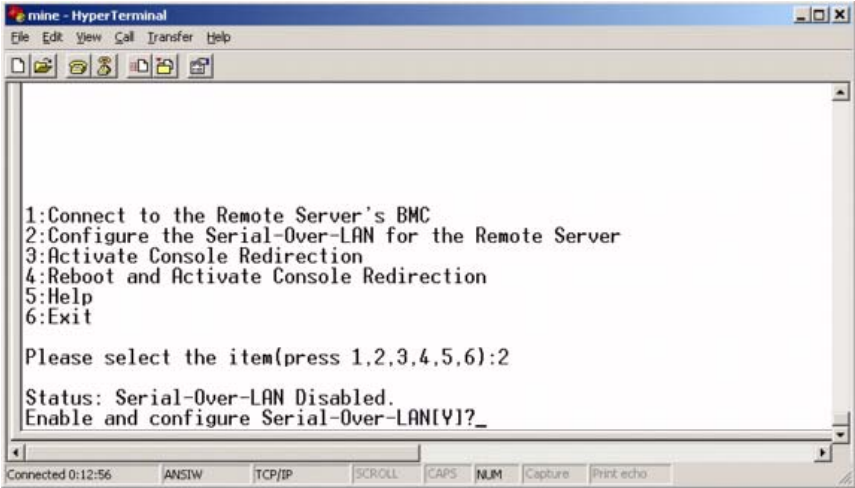 mine - HyperTerminal
File Edit View Call Transfer Help
1:Connect to the Remote Server's BMC
2:Configure the Serial-Over-LAN for the Remote Server
3:Activate Console Redirection
4:Reboot and Activate Console Redirection
5:Help
6:Exit
Please select the item(press 1,2,3,4,5,6):2
Status: Serial-Over-LAN Disabled.
Enable and configure Serial-Over-LAN[Y]?_
Connected 0:12:56 ANSIW TCP/IP SCROLL CAPS NUM Capture Print echo